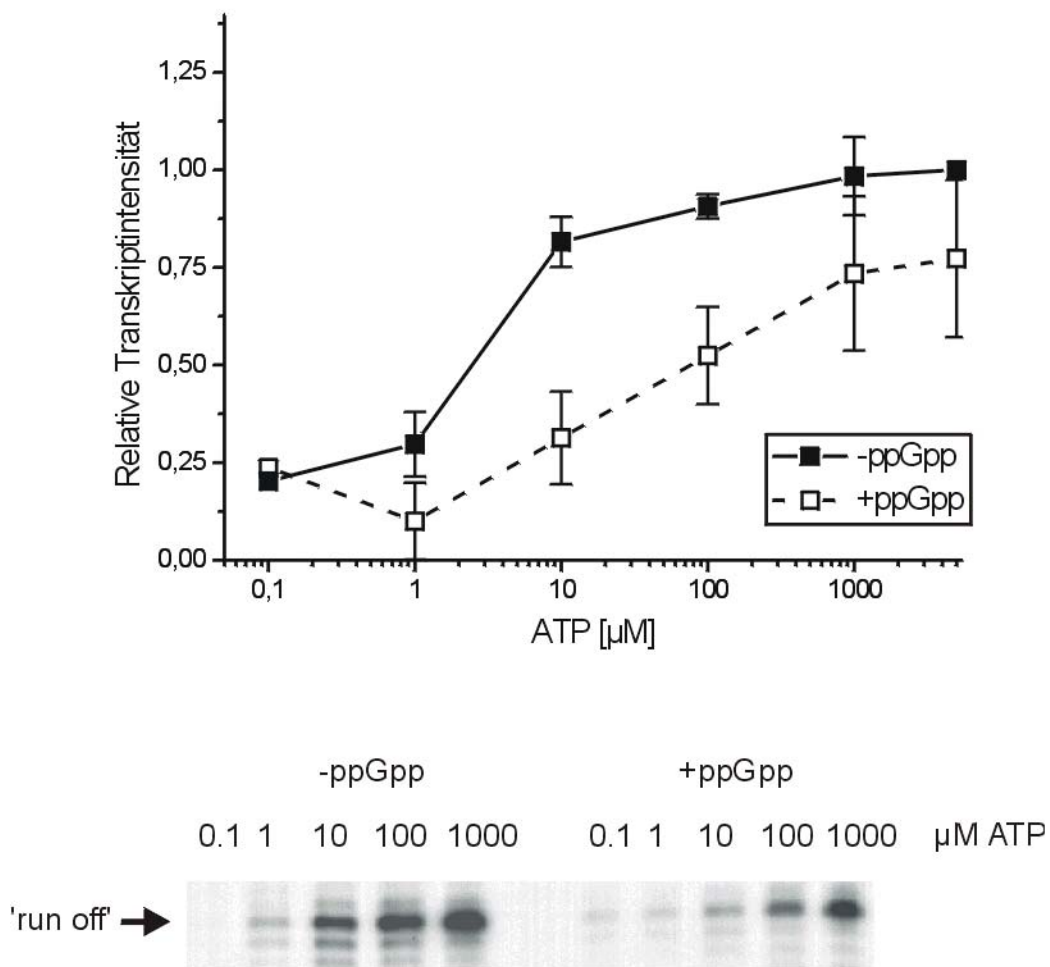 1,25
1,00
0,75
0,50
0,25
0,00
Relative Transkriptintensität
-ppGpp
+ppGpp
0,1 1 10 100 1000
ATP [µM]
-ppGpp +ppGpp
0.1 1 10 100 1000 0.1 1 10 100 1000 µM ATP
'run off'